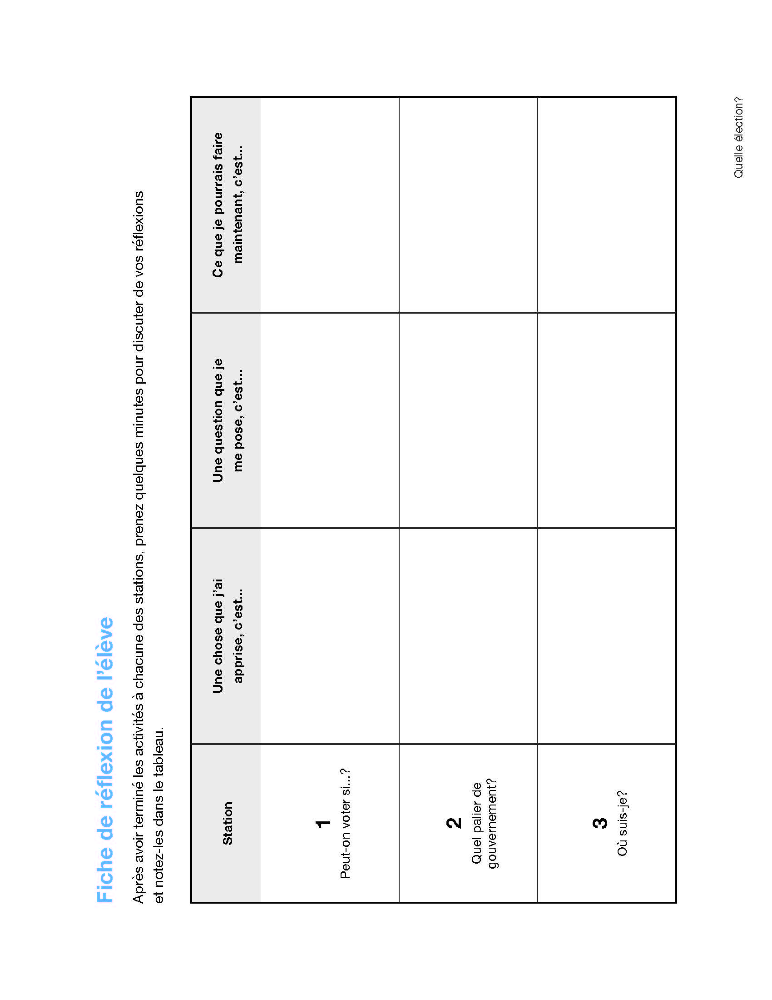 Fiche de réflexion de l'élève
Après avoir terminé les activités à chacune des stations, prenez quelques minutes pour discuter de vos réflexions
et notez-les dans le tableau.
Station
Une chose que j'ai
apprise, c'est...
Une question que je
me pose, c'est...
Ce que je pourrais faire
maintenant, c'est...
1
Peut-on voter si...?
2
Quel palier de
gouvernement?
3
Où suis-je?
Quelle élection?